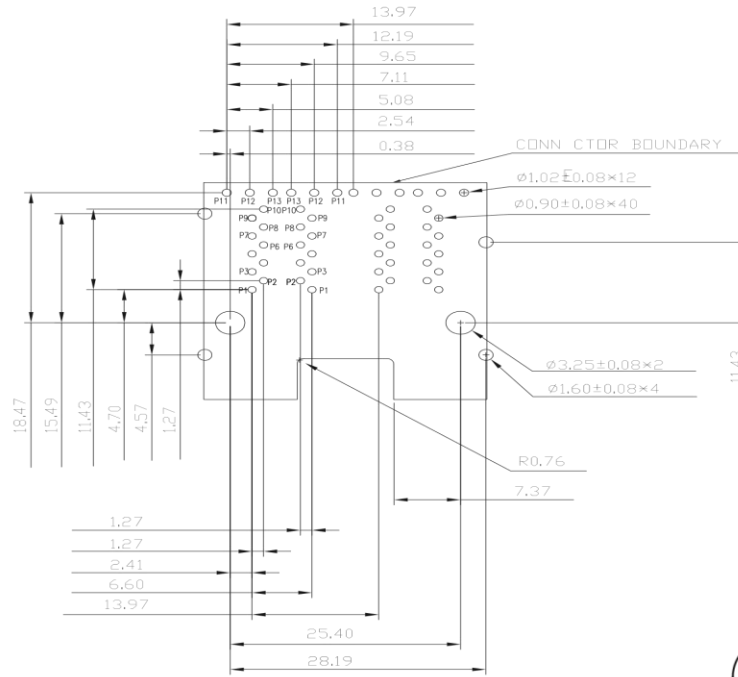 13.97
12.19
9.65
7.11
5.08
2.54
0.38
CONN CTOR BOUNDARY
P11 P12 P13 P13 P12 P11
ø1.02±0.08×12
ø0.90±0.08×40
P10 P10
P9 P9
P8 P8
P7 P7
P6 P6
P3 P3
P2 P2
P1 P1
18.47
15.49
11.43
4.70
4.57
1.27
11.43
ø3.25±0.08×2
ø1.60±0.08×4
R0.76
7.37
1.27
1.27
2.41
6.60
13.97
25.40
28.19